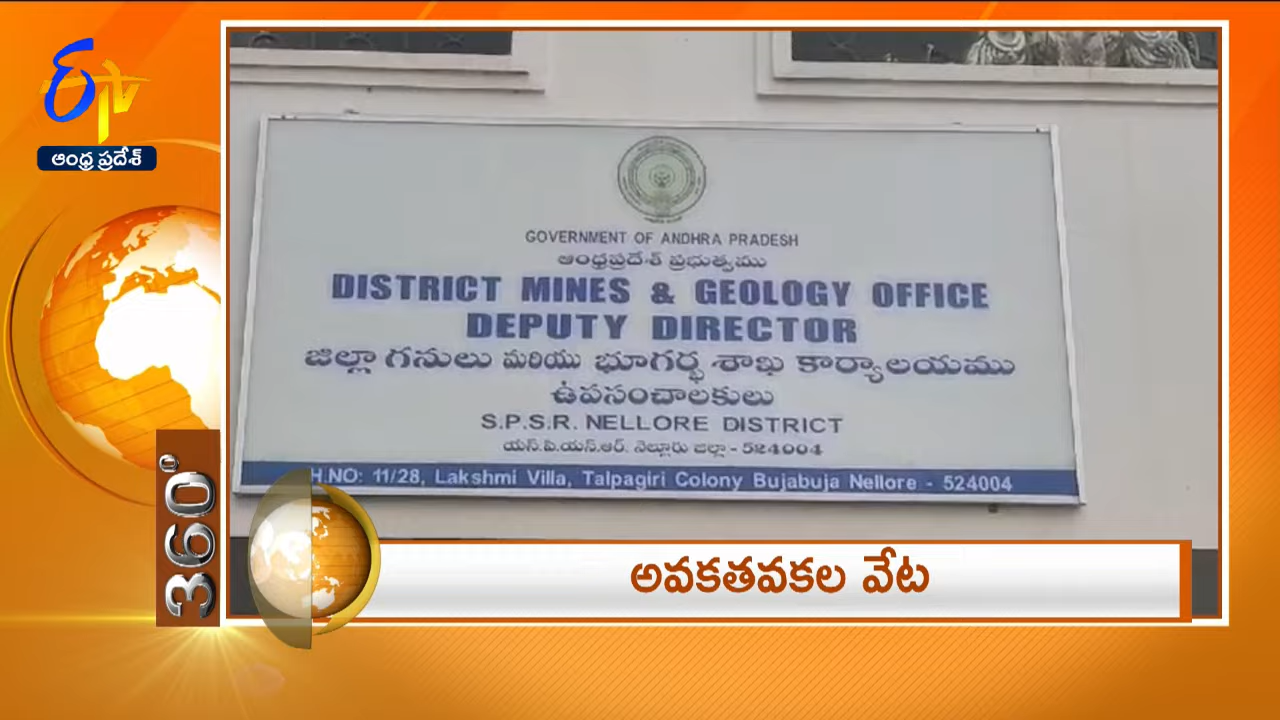 ETV
ఆంధ్ర ప్రదేశ్
GOVERNMENT OF ANDHRA PRADESH
ఆంధ్రప్రదేశ్ ప్రభుత్వము
DISTRICT MINES & GEOLOGY OFFICE
DEPUTY DIRECTOR
జిల్లా గనులు మరియు భూగర్భ శాఖ కార్యాలయము
ఉపసంచాలకులు
S.P.S.R. NELLORE DISTRICT
యస్.పి.యస్.ఆర్. నెల్లూరు జిల్లా - 524004
H.NO: 11/28, Lakshmi Villa, Talpagiri Colony Bujabuja Nellore - 524004
360°
అవకతవకల వేట